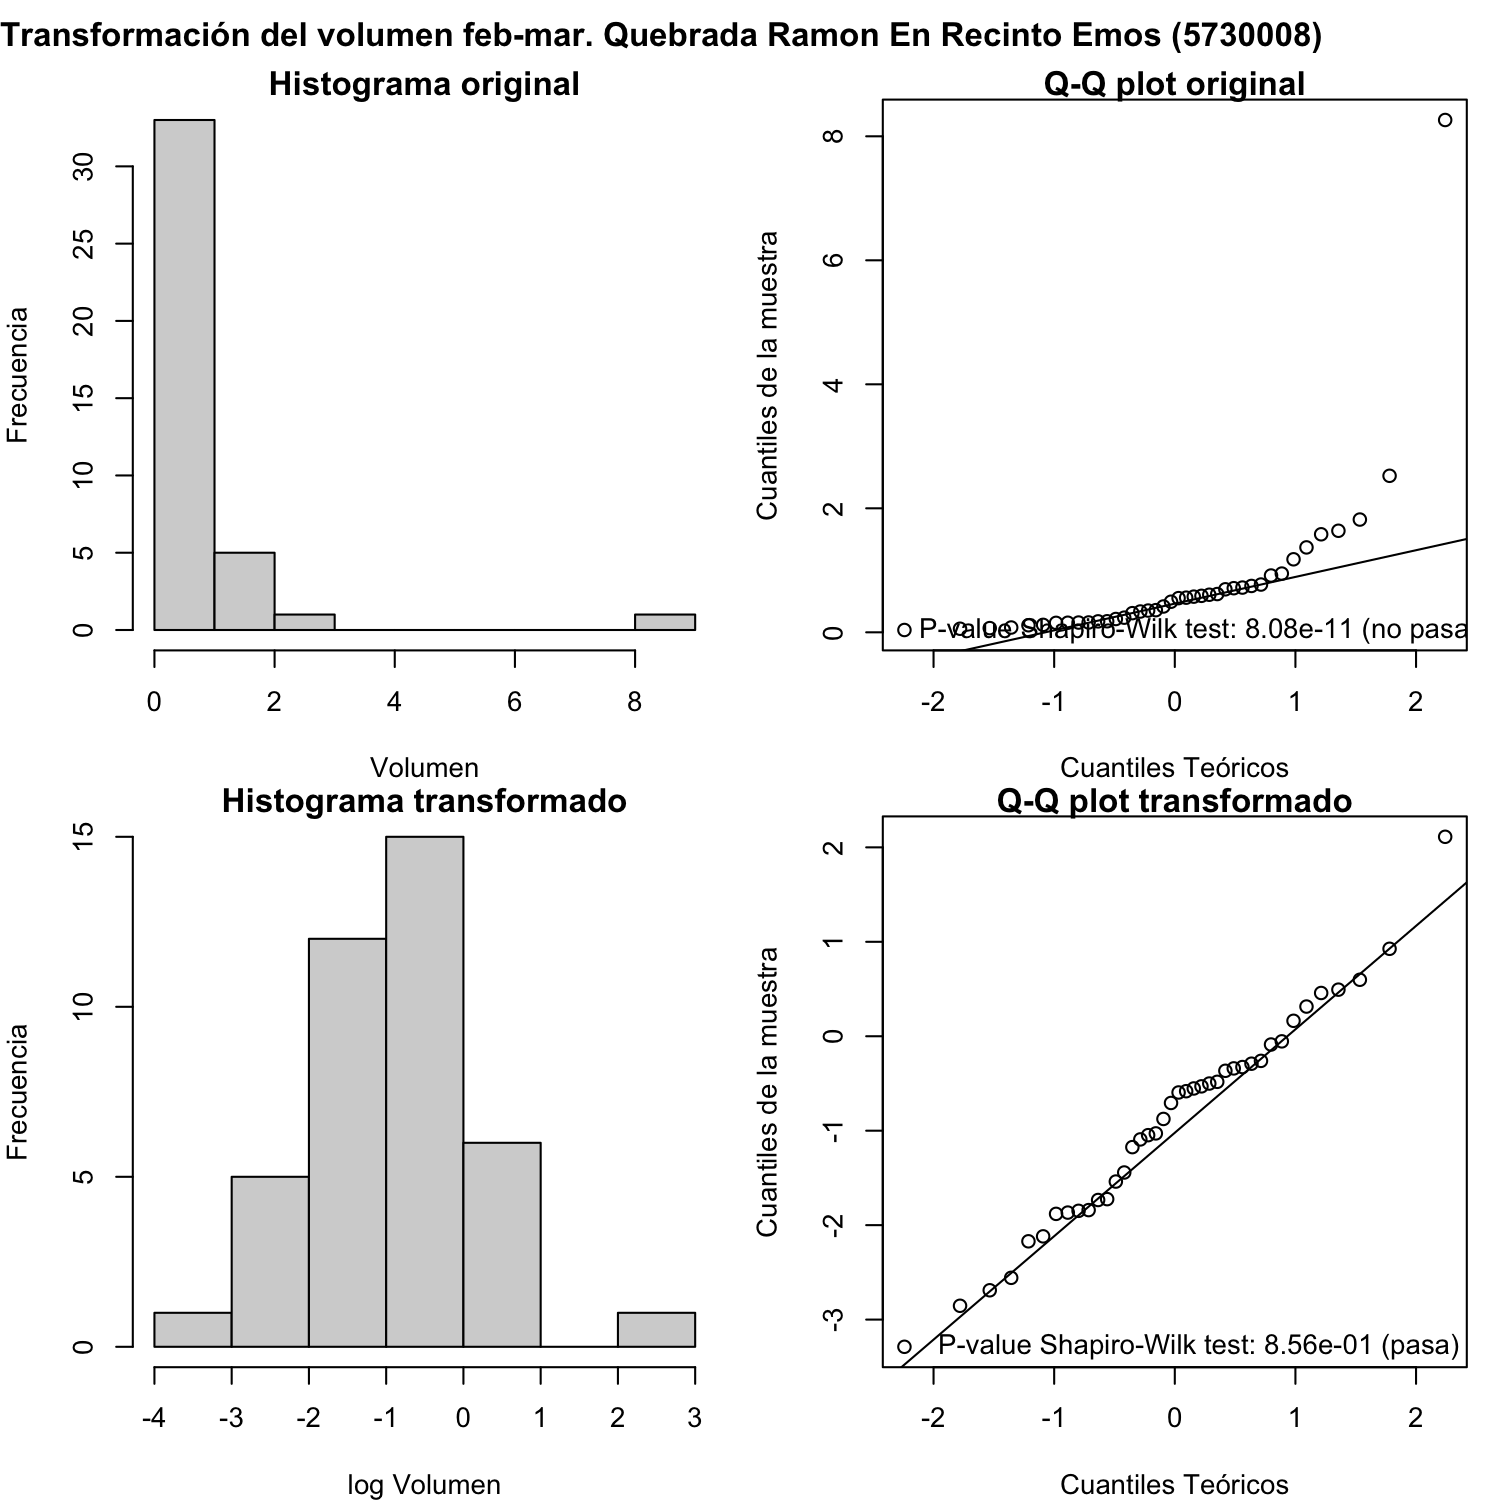 Transformación del volumen feb-mar. Quebrada Ramon En Recinto Emos (5730008)
Histograma original
Frecuencia
0 5 10 15 20 25 30
0 2 4 6 8
Volumen
Q-Q plot original
Cuantiles de la muestra
0 2 4 6 8
P-value Shapiro-Wilk test: 8.08e-11 (no pasa
-2 -1 0 1 2
Cuantiles Teóricos
Histograma transformado
Frecuencia
0 5 10 15
-4 -3 -2 -1 0 1 2 3
log Volumen
Q-Q plot transformado
Cuantiles de la muestra
-3 -2 -1 0 1 2
P-value Shapiro-Wilk test: 8.56e-01 (pasa)
-2 -1 0 1 2
Cuantiles Teóricos